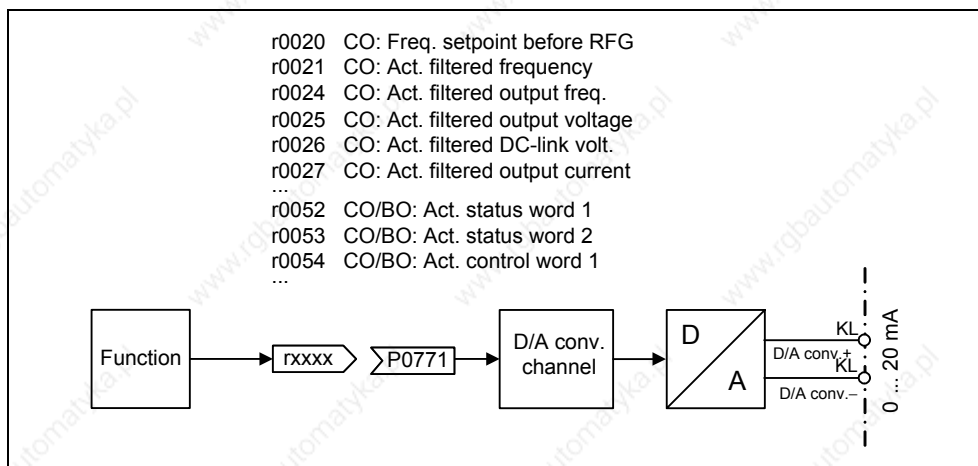 r0020 CO: Freq. setpoint before RFG
r0021 CO: Act. filtered frequency
r0024 CO: Act. filtered output freq.
r0025 CO: Act. filtered output voltage
r0026 CO: Act. filtered DC-link volt.
r0027 CO: Act. filtered output current
...
r0052 CO/BO: Act. status word 1
r0053 CO/BO: Act. status word 2
r0054 CO/BO: Act. control word 1
...
Function
rxxxx
P0771
D/A conv.
channel
D
A
KL
D/A conv.+
KL
D/A conv.−
0 ... 20 mA
www.rgbautomatyka.pl